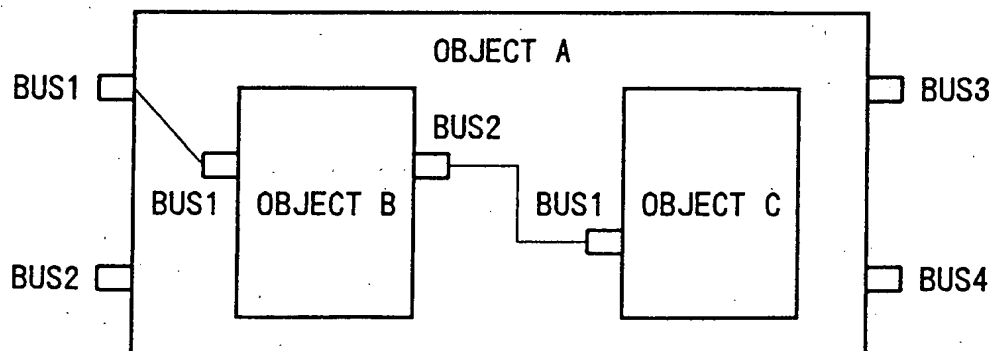 OBJECT A
BUS1
BUS3
BUS2
BUS1
OBJECT B
BUS1
OBJECT C
BUS2
BUS4